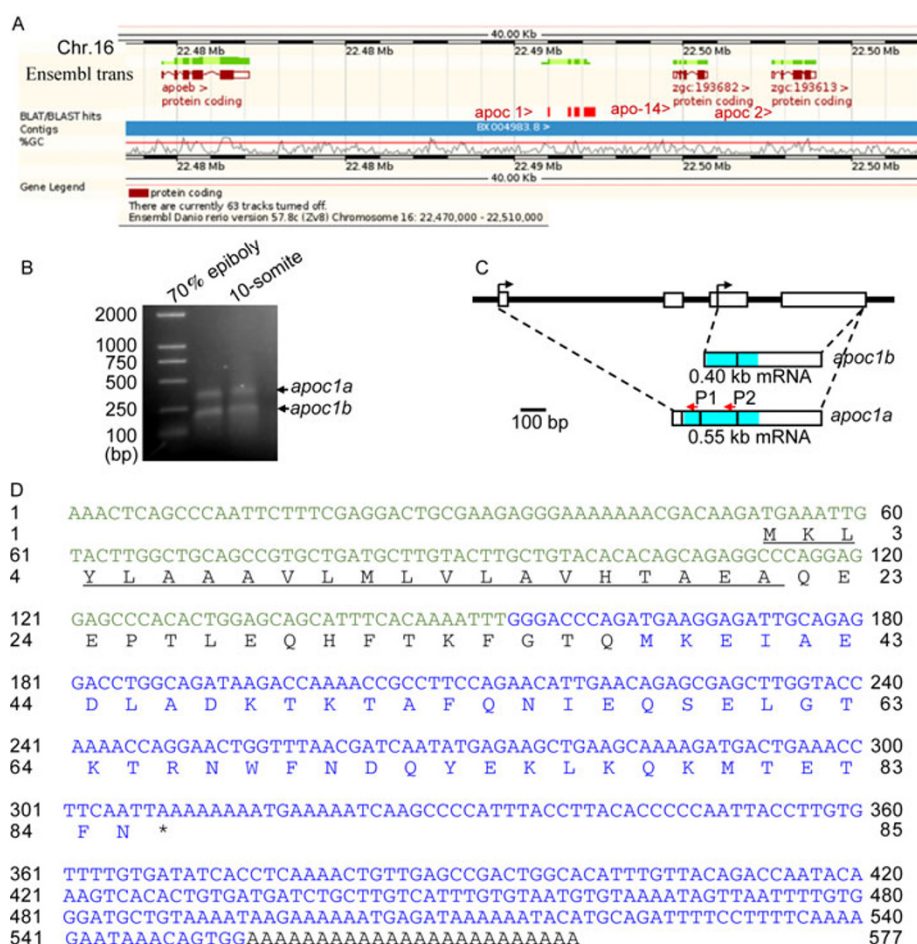 A
40.00 Kb
Chr.16
22.48 Mb 22.48 Mb 22.49 Mb 22.50 Mb 22.50 Mb
Ensembl trans
apoeb > zgc:193682 > zgc:193613 >
protein coding protein coding protein coding
BLAT/BLAST hits apoc 1> apo-14> apoc 2>
Contigs BX004983.8 >
%GC
22.48 Mb 22.48 Mb 22.49 Mb 22.50 Mb 22.50 Mb
40.00 Kb
Gene Legend
protein coding
There are currently 63 tracks turned off.
Ensembl Danio rerio version 57.8c (Zv8) Chromosome 16: 22,470,000 - 22,510,000
B
70% epiboly
10-somite
2000
1000
750
500
250
100
(bp)
apoc1a
apoc1b
C
apoc1b
0.40 kb mRNA
P1 P2
100 bp
apoc1a
0.55 kb mRNA
D
1 AAACTCAGCCCAATTCTTTCGAGGACTGCGAAGAGGGAAAAAAACGACAAGATGAAATTG 60
1 M K L 3
61 TACTTGGCTGCAGCCGTGCTGATGCTTGTACTTGCTGTACACACAGCAGAGGCCCAGGAG 120
4 Y L A A A V L M L V L A V H T A E A Q E 23
121 GAGCCCACACTGGAGCAGCATTTCACAAAATTTGGGACCCAGATGAAGGAGATTGCAGAG 180
24 E P T L E Q H F T K F G T Q M K E I A E 43
181 GACCTGGCAGATAAGACCAAAACCGCCTTCCAGAACATTGAACAGAGCGAGCTTGGTACC 240
44 D L A D K T K T A F Q N I E Q S E L G T 63
241 AAAACCAGGAACTGGTTTAACGATCAATATGAGAAGCTGAAGCAAAAGATGACTGAAACC 300
64 K T R N W F N D Q Y E K L K Q K M T E T 83
301 TTCAATTAAAAAAAATGAAAAATCAAGCCCCATTTACCTTACACCCCCAATTACCTTGTG 360
84 F N * 85
361 TTTTGTGATATCACCTCAAAACTGTTGAGCCGACTGGCACATTTGTTACAGACCAATACA 420
421 AAGTCACACTGTGATGATCTGCTTGTCATTTGTGTAATGTGTAAAATAGTTAATTTTGTG 480
481 GGATGCTGTAAAATAAGAAAAAATGAGATAAAAAATACATGCAGATTTTCCTTTTCAAAA 540
541 GAATAAACAGTGGAAAAAAAAAAAAAAAAAAAAAAAA 577